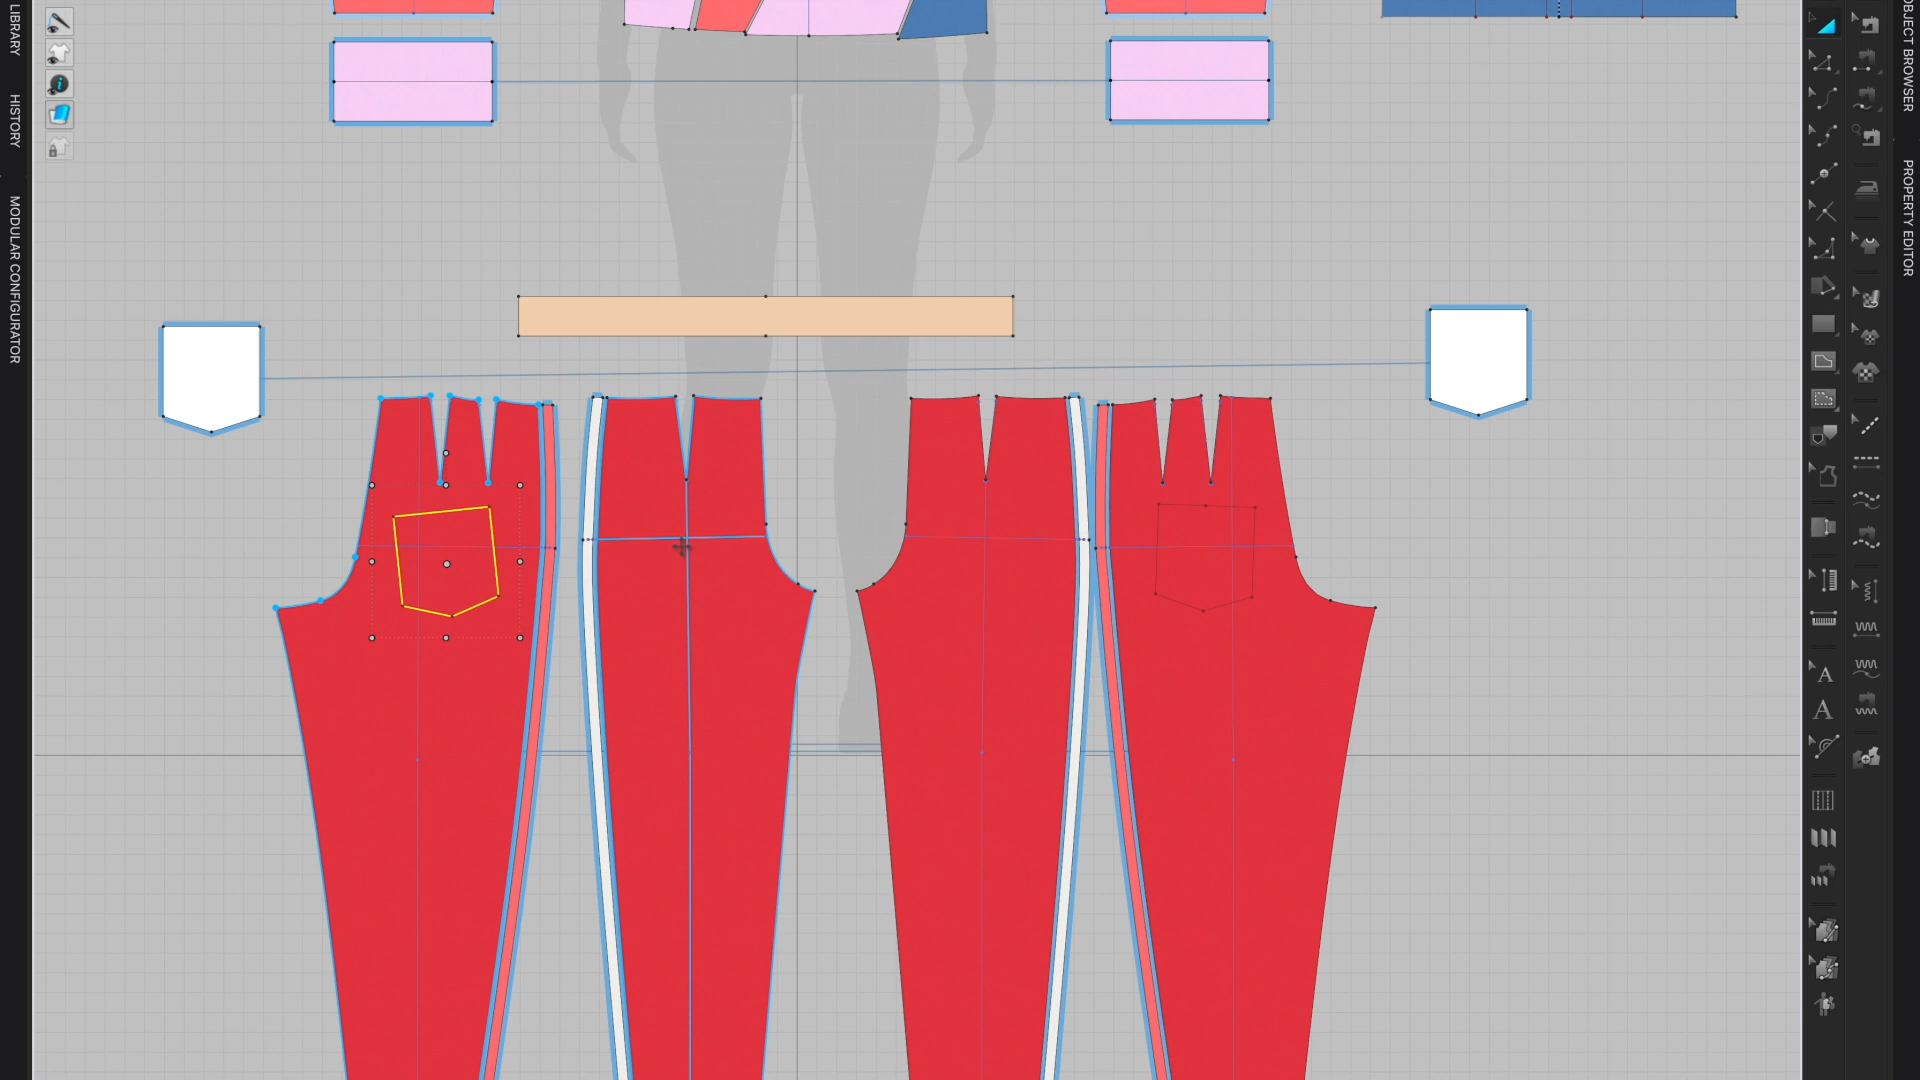 LIBRARY
HISTORY
MODULAR CONFIGURATOR
OBJECT BROWSER
PROPERTY EDITOR
A
A